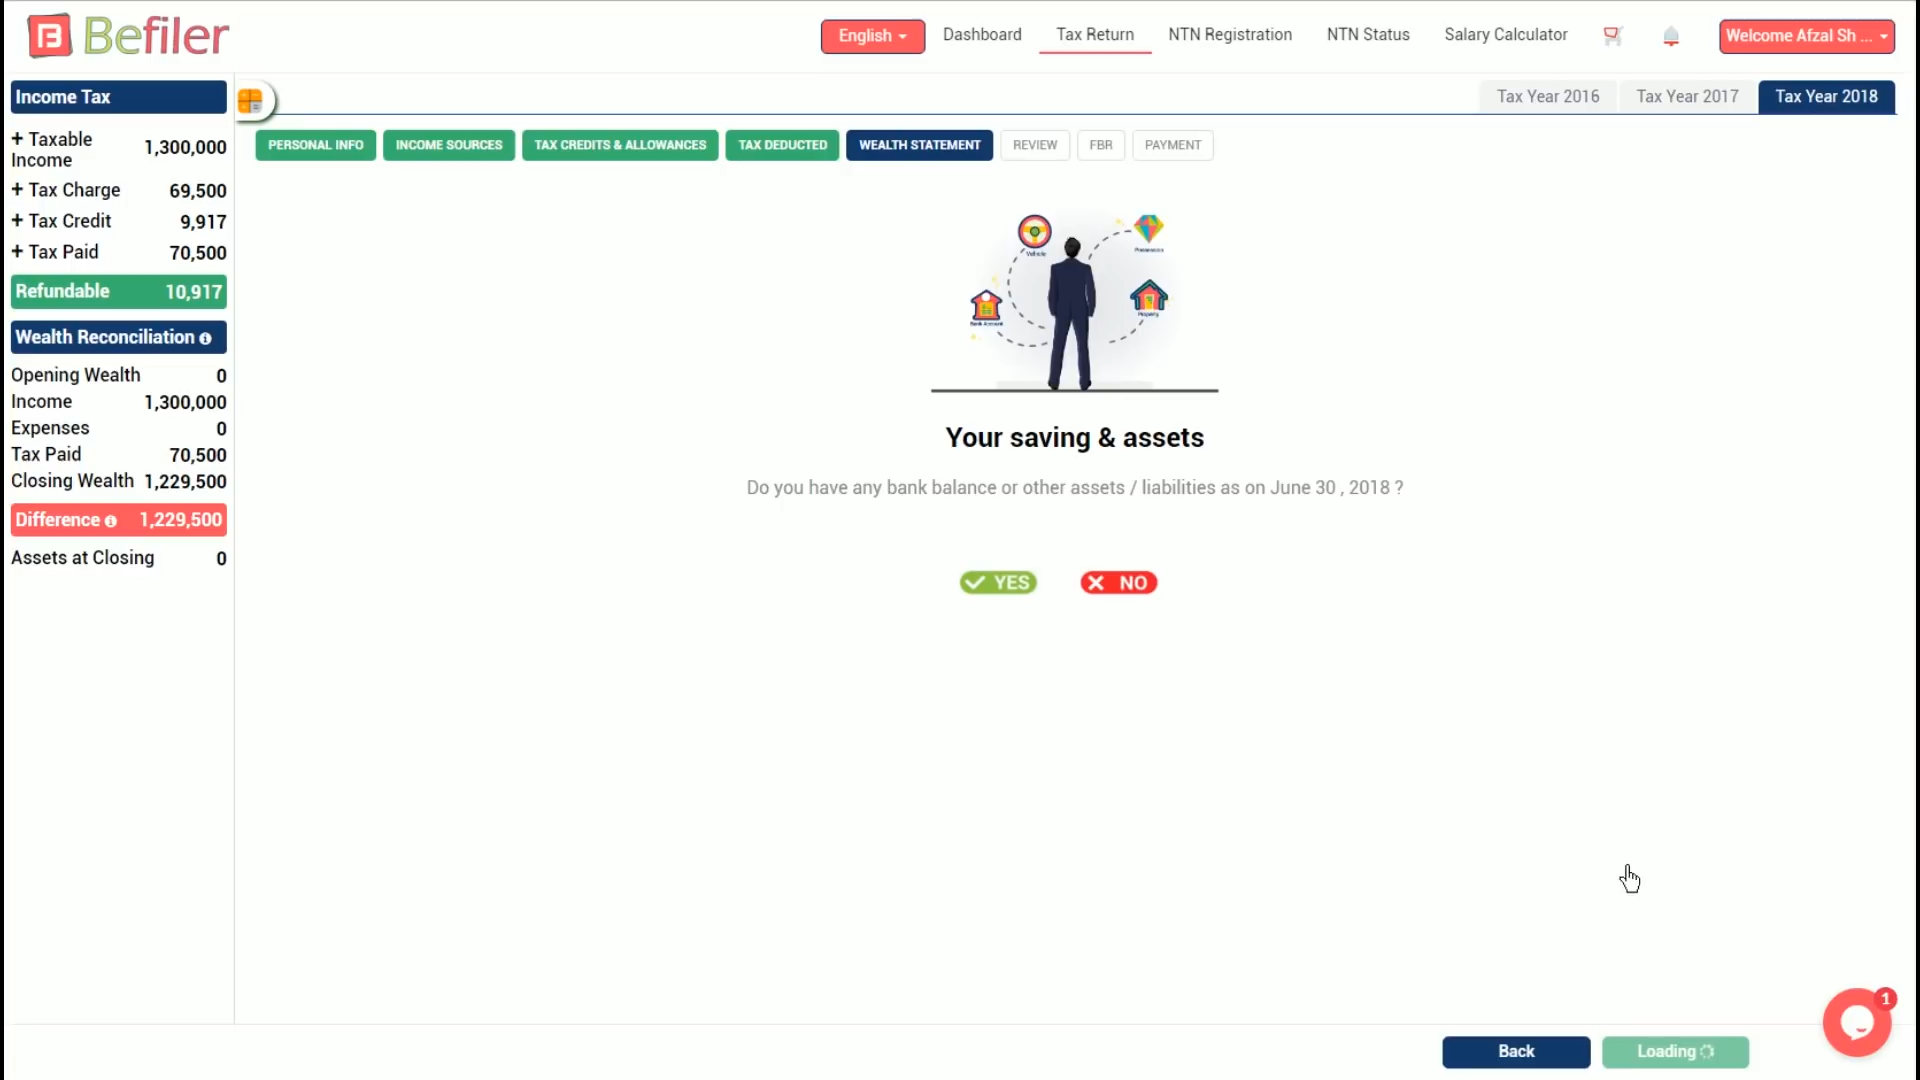 Befiler
English
Dashboard
Tax Return
NTN Registration
NTN Status
Salary Calculator
Welcome Afzal Sh ...
Income Tax
Tax Year 2016
Tax Year 2017
Tax Year 2018
+ Taxable Income 1,300,000
+ Tax Charge 69,500
+ Tax Credit 9,917
+ Tax Paid 70,500
Refundable 10,917
Wealth Reconciliation
Opening Wealth 0
Income 1,300,000
Expenses 0
Tax Paid 70,500
Closing Wealth 1,229,500
Difference 1,229,500
Assets at Closing 0
PERSONAL INFO
INCOME SOURCES
TAX CREDITS & ALLOWANCES
TAX DEDUCTED
WEALTH STATEMENT
REVIEW
FBR
PAYMENT
Vehicle
Bank Account
Property
Your saving & assets
Do you have any bank balance or other assets / liabilities as on June 30 , 2018 ?
YES
NO
1
Back
Loading